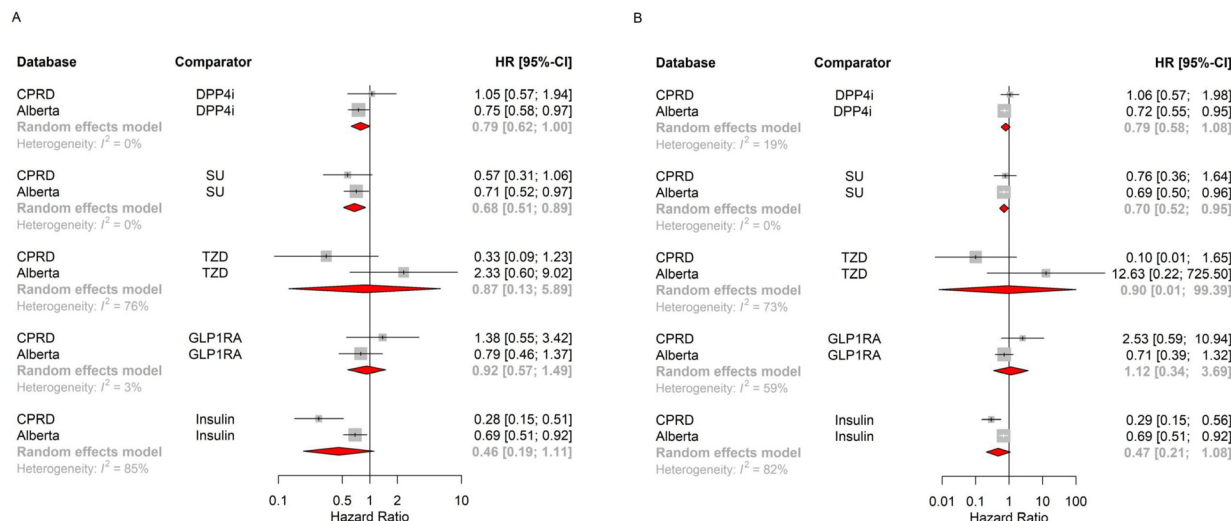 A
Database Comparator HR [95%-CI]
CPRD DPP4i 1.05 [0.57; 1.94]
Alberta DPP4i 0.75 [0.58; 0.97]
Random effects model 0.79 [0.62; 1.00]
Heterogeneity: I² = 0%
CPRD SU 0.57 [0.31; 1.06]
Alberta SU 0.71 [0.52; 0.97]
Random effects model 0.68 [0.51; 0.89]
Heterogeneity: I² = 0%
CPRD TZD 0.33 [0.09; 1.23]
Alberta TZD 2.33 [0.60; 9.02]
Random effects model 0.87 [0.13; 5.89]
Heterogeneity: I² = 76%
CPRD GLP1RA 1.38 [0.55; 3.42]
Alberta GLP1RA 0.79 [0.46; 1.37]
Random effects model 0.92 [0.57; 1.49]
Heterogeneity: I² = 3%
CPRD Insulin 0.28 [0.15; 0.51]
Alberta Insulin 0.69 [0.51; 0.92]
Random effects model 0.46 [0.19; 1.11]
Heterogeneity: I² = 85%
0.1 0.5 1 2 10
Hazard Ratio
B
Database Comparator HR [95%-CI]
CPRD DPP4i 1.06 [0.57; 1.98]
Alberta DPP4i 0.72 [0.55; 0.95]
Random effects model 0.79 [0.58; 1.08]
Heterogeneity: I² = 19%
CPRD SU 0.76 [0.36; 1.64]
Alberta SU 0.69 [0.50; 0.96]
Random effects model 0.70 [0.52; 0.95]
Heterogeneity: I² = 0%
CPRD TZD 0.10 [0.01; 1.65]
Alberta TZD 12.63 [0.22; 725.50]
Random effects model 0.90 [0.01; 99.39]
Heterogeneity: I² = 73%
CPRD GLP1RA 2.53 [0.59; 10.94]
Alberta GLP1RA 0.71 [0.39; 1.32]
Random effects model 1.12 [0.34; 3.69]
Heterogeneity: I² = 59%
CPRD Insulin 0.29 [0.15; 0.56]
Alberta Insulin 0.69 [0.51; 0.92]
Random effects model 0.47 [0.21; 1.08]
Heterogeneity: I² = 82%
0.01 0.1 1 10 100
Hazard Ratio